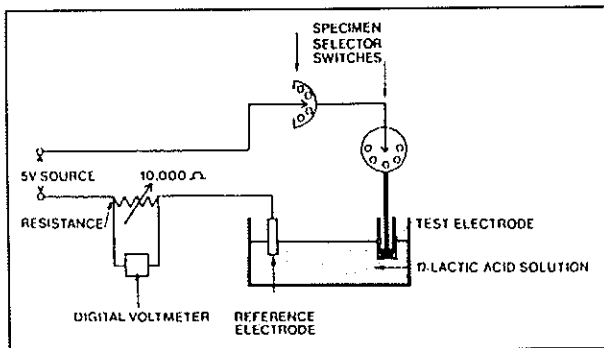 SPECIMEN
SELECTOR
SWITCHES
5V SOURCE
10,000 Ω
RESISTANCE
TEST ELECTRODE
n-LACTIC ACID SOLUTION
DIGITAL VOLTMETER
REFERENCE
ELECTRODE